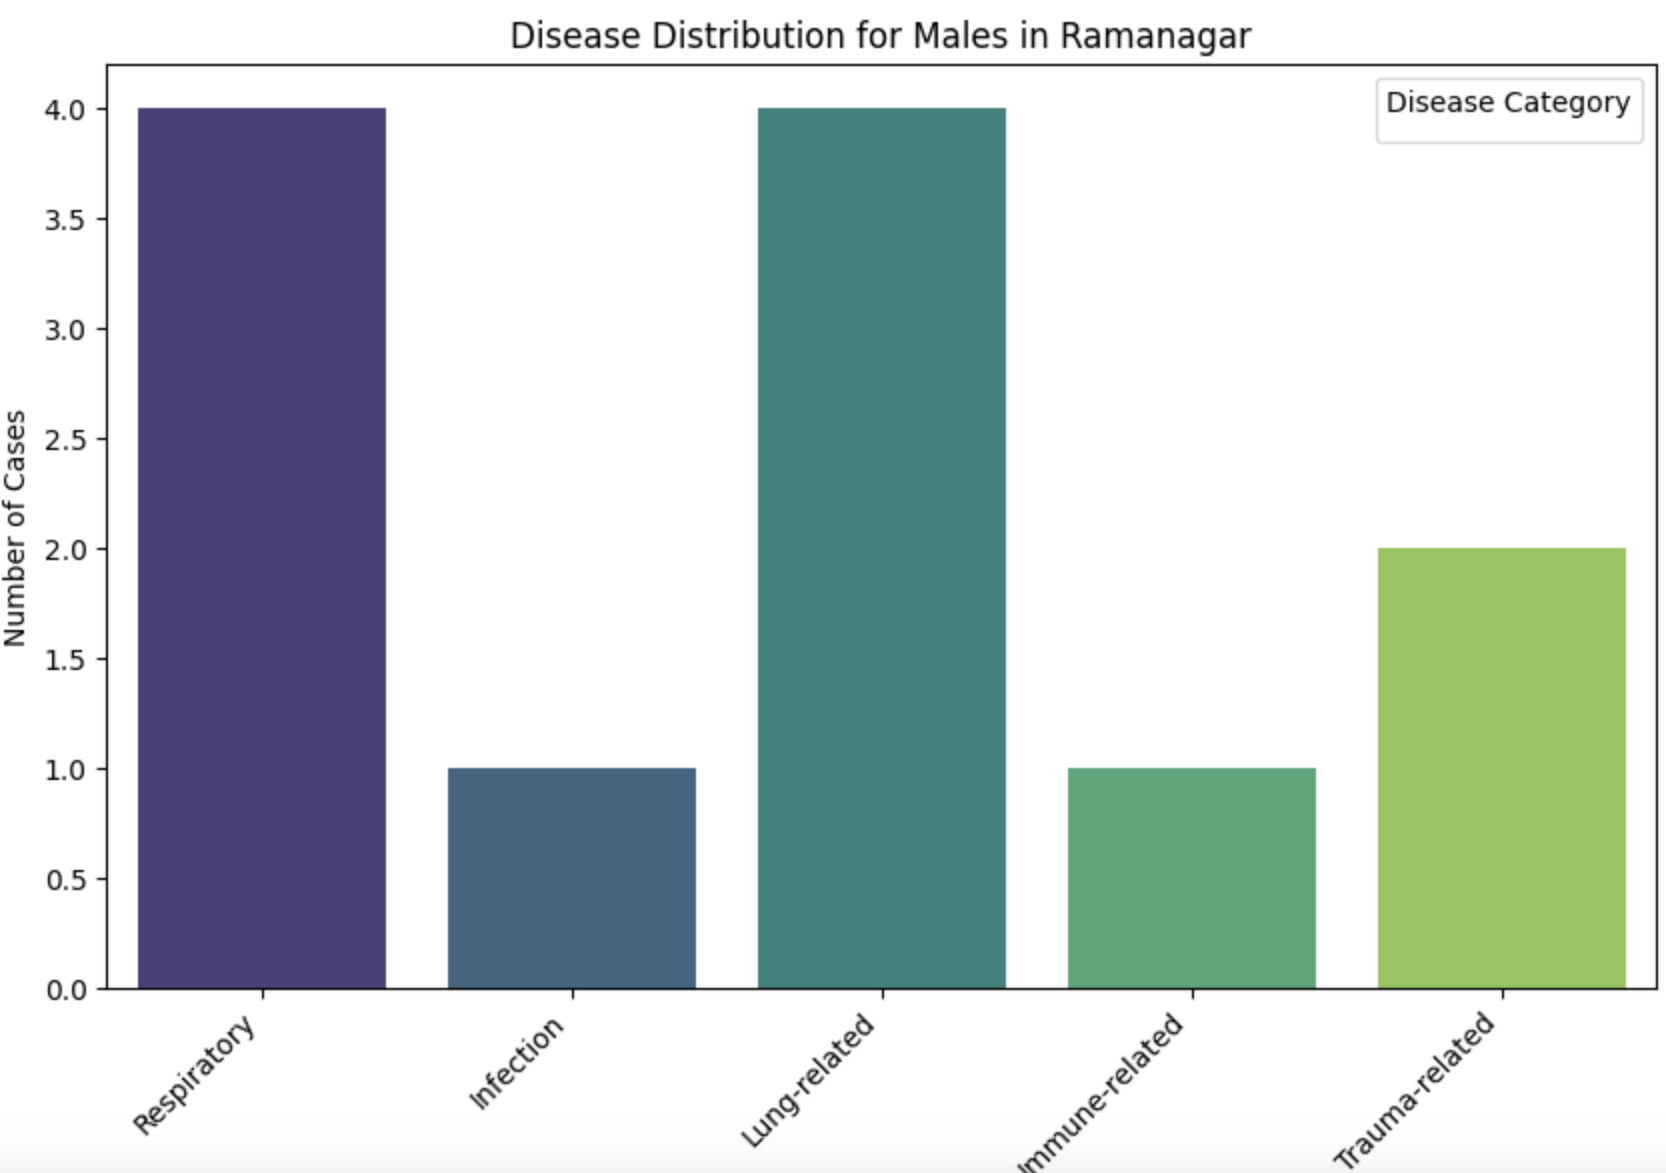 Disease Distribution for Males in Ramanagar
Disease Category
Number of Cases
4.0
3.5
3.0
2.5
2.0
1.5
1.0
0.5
0.0
Respiratory
Infection
Lung-related
Immune-related
Trauma-related